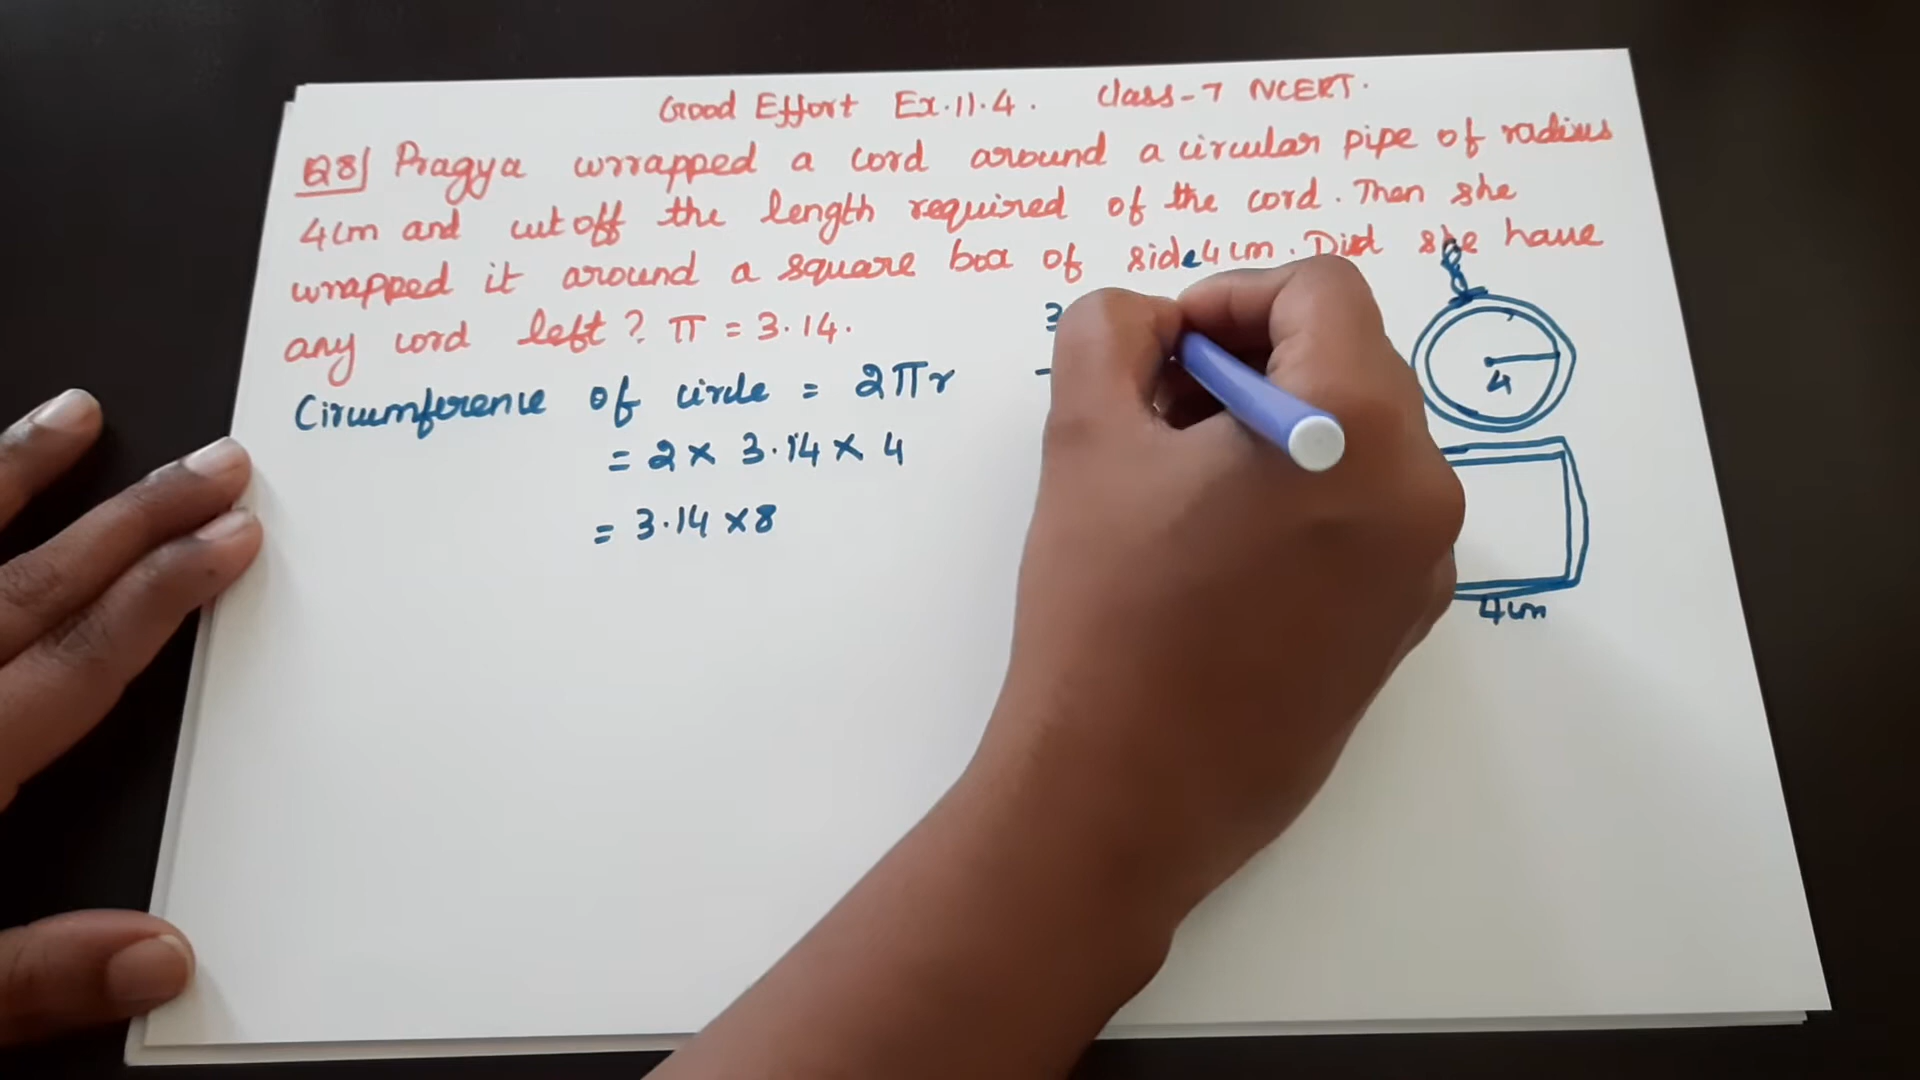 Good Effort Ex.11.4. Class-7 NCERT.
Q8 Pragya wrapped a cord around a circular pipe of radius
4cm and cut off the length required of the cord. Then she
wrapped it around a square box of side 4cm. Did she have
any cord left? π = 3.14.
Circumference of circle = 2πr
= 2 × 3.14 × 4
= 3.14 × 8
3
4
4cm